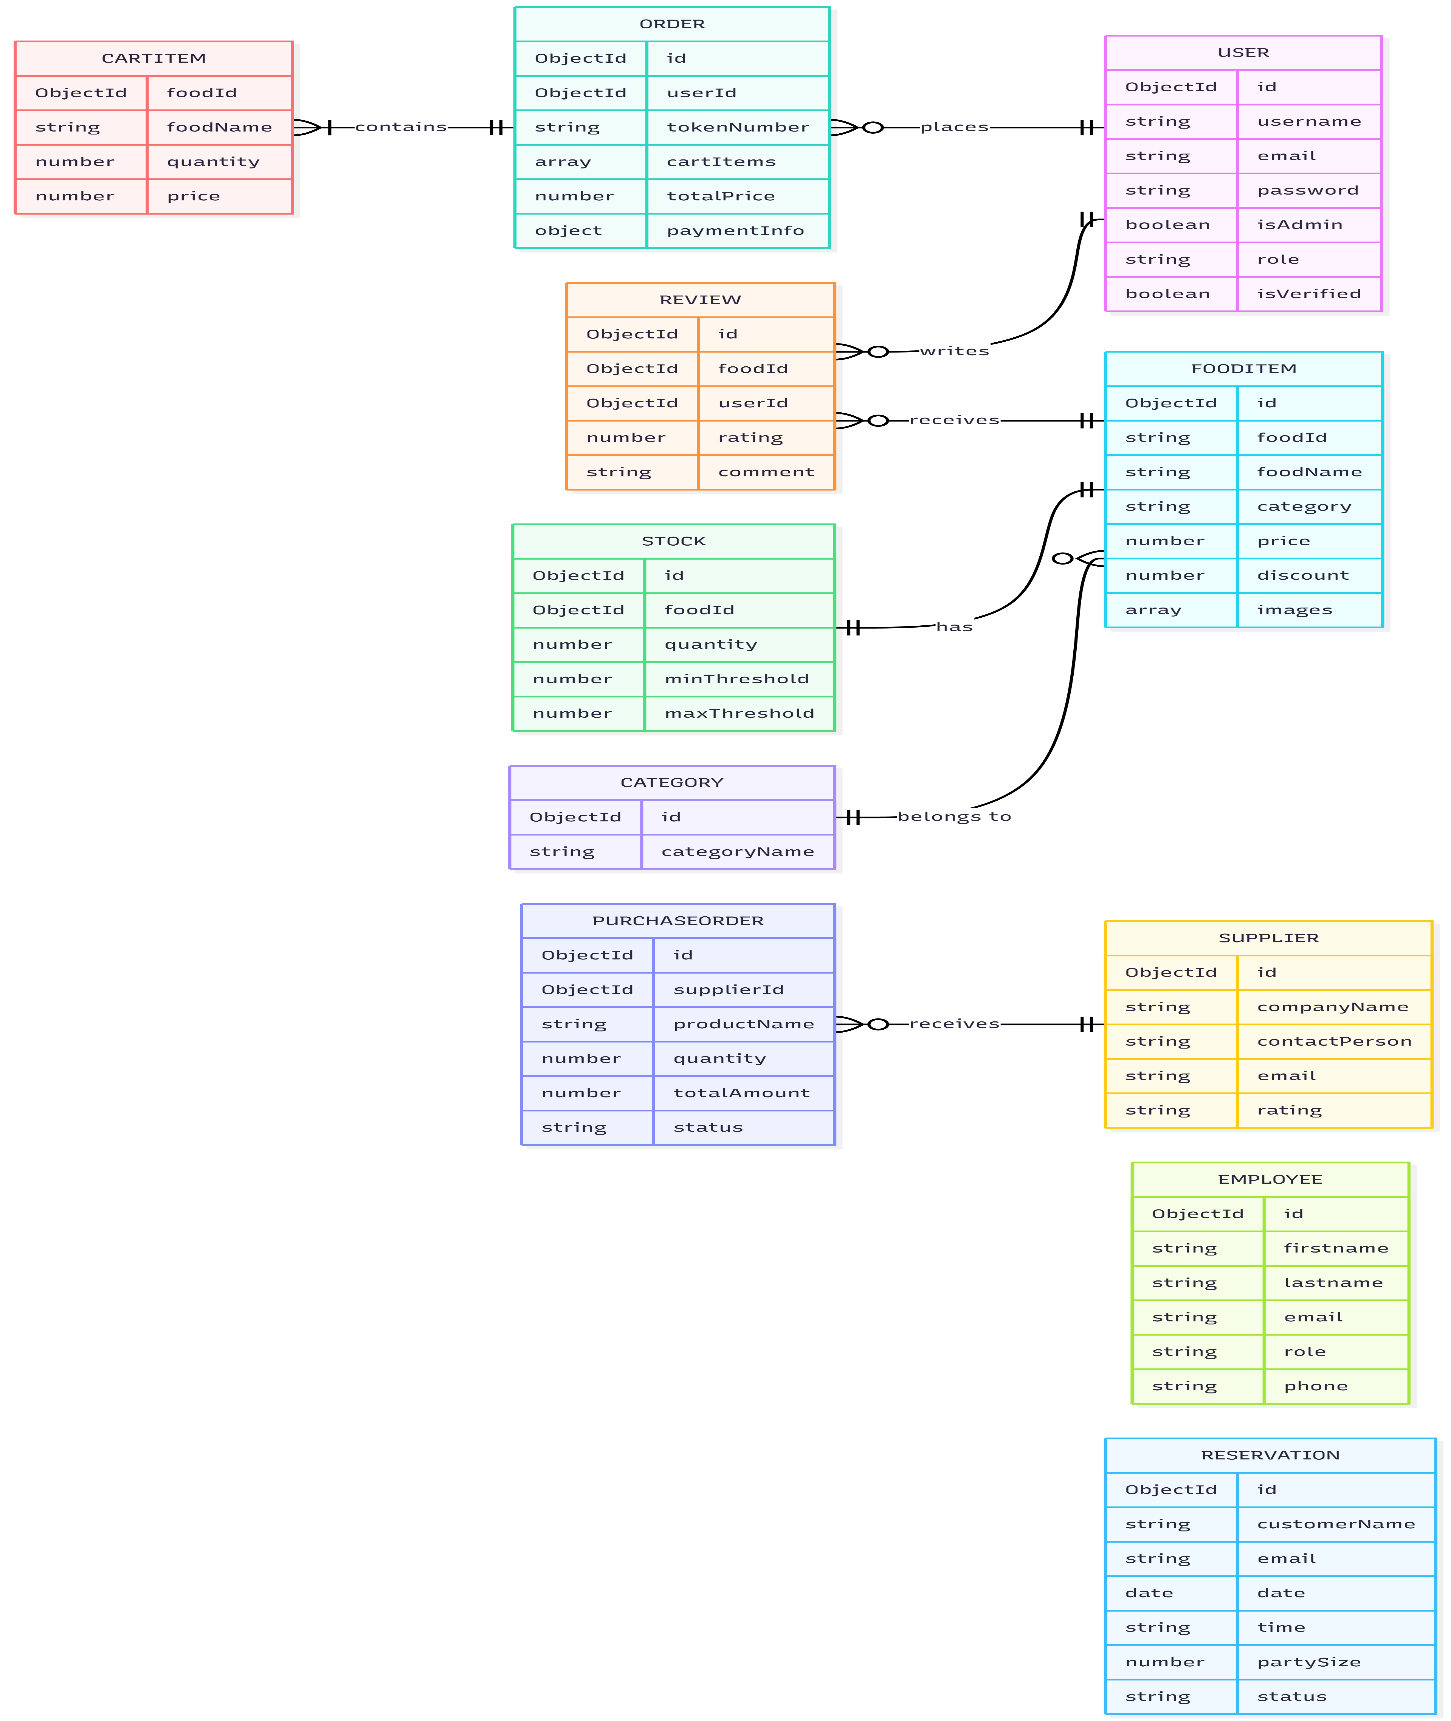 CARTITEM
ObjectId foodId
string foodName
number quantity
number price
contains
ORDER
ObjectId id
ObjectId userId
string tokenNumber
array cartItems
number totalPrice
object paymentInfo
places
USER
ObjectId id
string username
string email
string password
boolean isAdmin
string role
boolean isVerified
REVIEW
ObjectId id
ObjectId foodId
ObjectId userId
number rating
string comment
writes
receives
FOODITEM
ObjectId id
string foodId
string foodName
string category
number price
number discount
array images
STOCK
ObjectId id
ObjectId foodId
number quantity
number minThreshold
number maxThreshold
has
CATEGORY
ObjectId id
string categoryName
belongs to
PURCHASEORDER
ObjectId id
ObjectId supplierId
string productName
number quantity
number totalAmount
string status
receives
SUPPLIER
ObjectId id
string companyName
string contactPerson
string email
string rating
EMPLOYEE
ObjectId id
string firstname
string lastname
string email
string role
string phone
RESERVATION
ObjectId id
string customerName
string email
date date
string time
number partySize
string status